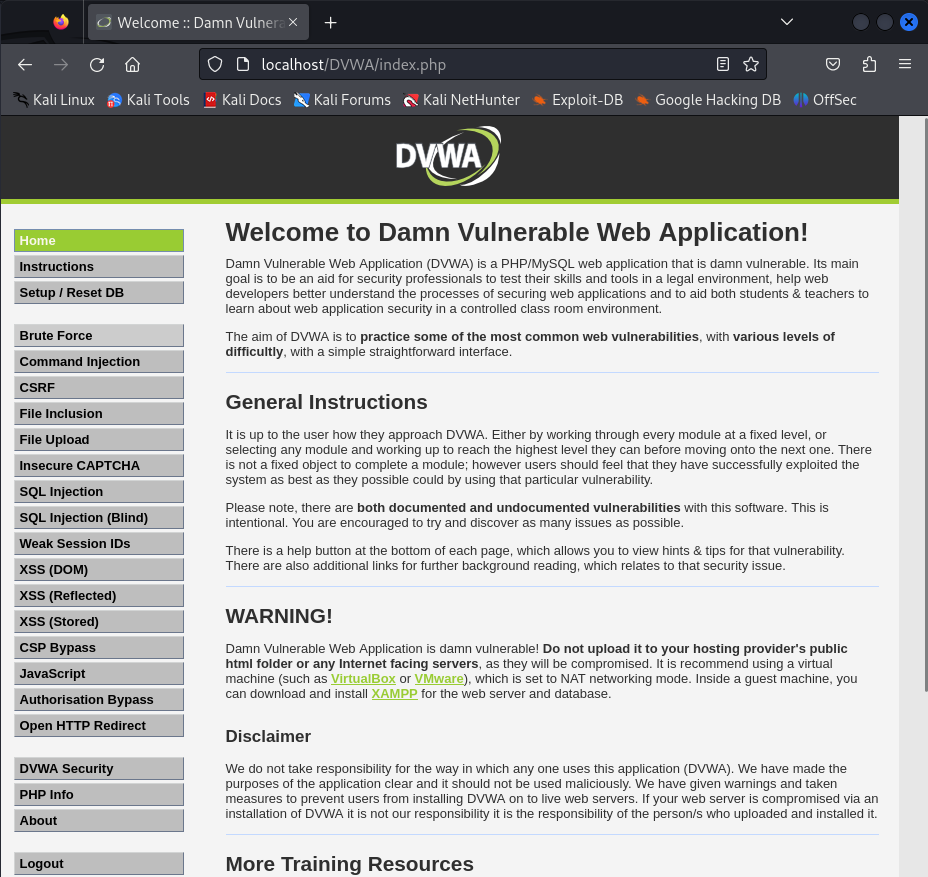 Welcome :: Damn Vulnera
localhost/DVWA/index.php
Kali Linux Kali Tools Kali Docs Kali Forums Kali NetHunter Exploit-DB Google Hacking DB OffSec
DVWA
Home
Instructions
Setup / Reset DB
Brute Force
Command Injection
CSRF
File Inclusion
File Upload
Insecure CAPTCHA
SQL Injection
SQL Injection (Blind)
Weak Session IDs
XSS (DOM)
XSS (Reflected)
XSS (Stored)
CSP Bypass
JavaScript
Authorisation Bypass
Open HTTP Redirect
DVWA Security
PHP Info
About
Logout
Welcome to Damn Vulnerable Web Application!
Damn Vulnerable Web Application (DVWA) is a PHP/MySQL web application that is damn vulnerable. Its main
goal is to be an aid for security professionals to test their skills and tools in a legal environment, help web
developers better understand the processes of securing web applications and to aid both students & teachers to
learn about web application security in a controlled class room environment.
The aim of DVWA is to practice some of the most common web vulnerabilities, with various levels of
difficultly, with a simple straightforward interface.
General Instructions
It is up to the user how they approach DVWA. Either by working through every module at a fixed level, or
selecting any module and working up to reach the highest level they can before moving onto the next one. There
is not a fixed object to complete a module; however users should feel that they have successfully exploited the
system as best as they possible could by using that particular vulnerability.
Please note, there are both documented and undocumented vulnerabilities with this software. This is
intentional. You are encouraged to try and discover as many issues as possible.
There is a help button at the bottom of each page, which allows you to view hints & tips for that vulnerability.
There are also additional links for further background reading, which relates to that security issue.
WARNING!
Damn Vulnerable Web Application is damn vulnerable! Do not upload it to your hosting provider's public
html folder or any Internet facing servers, as they will be compromised. It is recommend using a virtual
machine (such as VirtualBox or VMware), which is set to NAT networking mode. Inside a guest machine, you
can download and install XAMPP for the web server and database.
Disclaimer
We do not take responsibility for the way in which any one uses this application (DVWA). We have made the
purposes of the application clear and it should not be used maliciously. We have given warnings and taken
measures to prevent users from installing DVWA on to live web servers. If your web server is compromised via an
installation of DVWA it is not our responsibility it is the responsibility of the person/s who uploaded and installed it.
More Training Resources